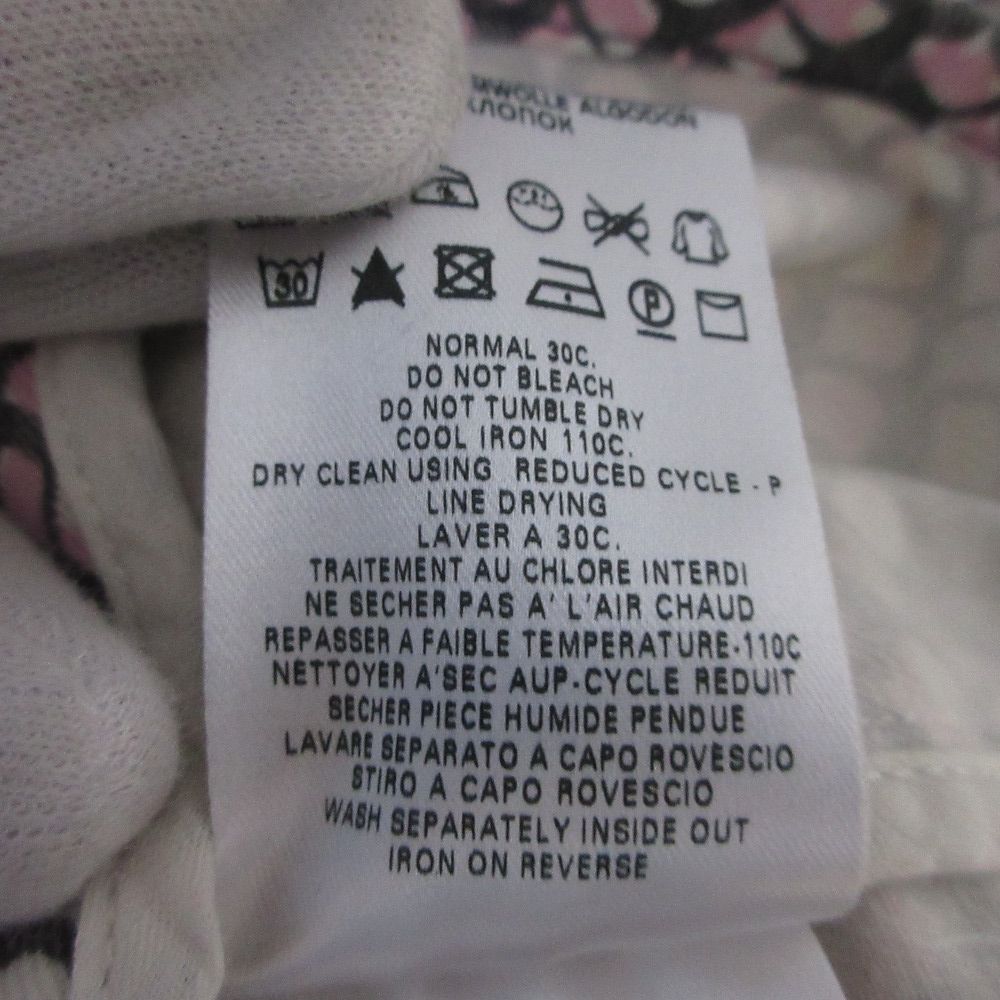 ALGODON
ХЛОПОК
30
P
NORMAL 30C.
DO NOT BLEACH
DO NOT TUMBLE DRY
COOL IRON 110C.
DRY CLEAN USING REDUCED CYCLE - P
LINE DRYING
LAVER A 30C.
TRAITEMENT AU CHLORE INTERDI
NE SECHER PAS A' L'AIR CHAUD
REPASSER A FAIBLE TEMPERATURE-110C
NETTOYER A'SEC AUP-CYCLE REDUIT
SECHER PIECE HUMIDE PENDUE
LAVARE SEPARATO A CAPO ROVESCIO
STIRO A CAPO ROVESCIO
WASH SEPARATELY INSIDE OUT
IRON ON REVERSE